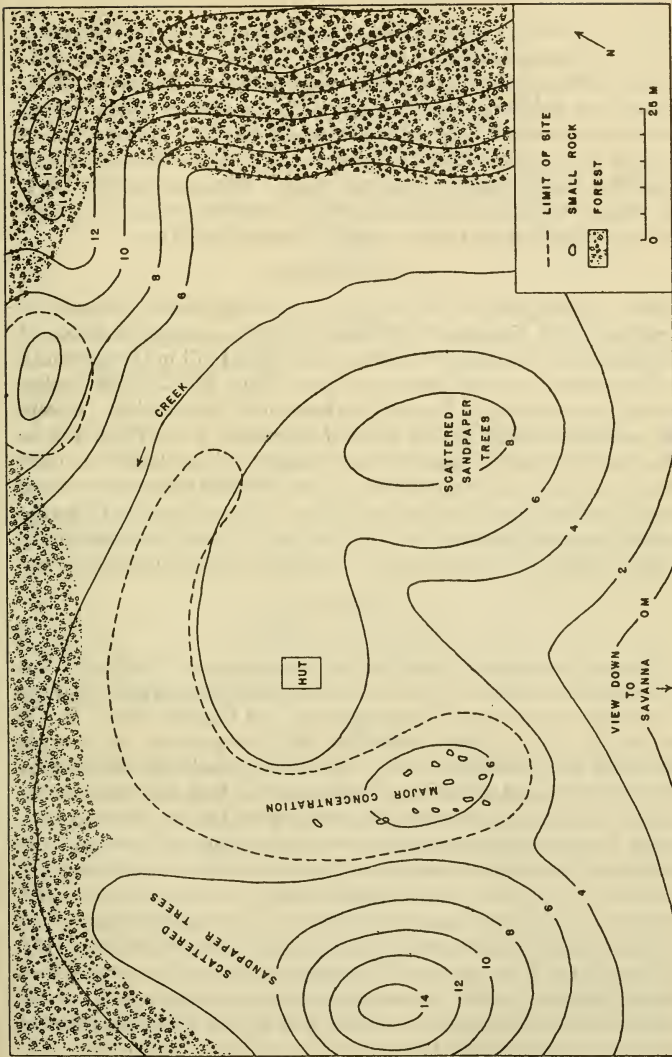 16
14
12
10
8
6
CREEK
SCATTERED
SANDPAPER
TREES
8
6
4
2
0 M
HUT
MAJOR CONCENTRATION
6
SCATTERED
SANDPAPER TREES
14
12
10
8
6
4
VIEW DOWN
TO
SAVANNA
LIMIT OF SITE
SMALL ROCK
FOREST
N
0 25 M